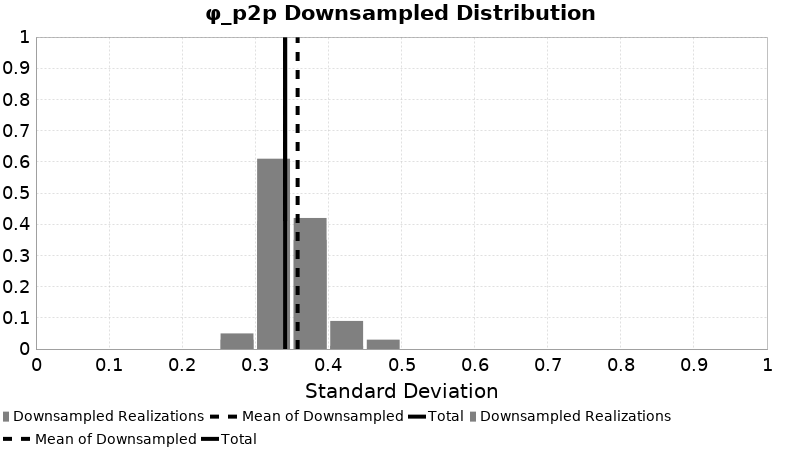 φ_p2p Downsampled Distribution
1
0.9
0.8
0.7
0.6
0.5
0.4
0.3
0.2
0.1
0
0 0.1 0.2 0.3 0.4 0.5 0.6 0.7 0.8 0.9 1
Standard Deviation
Downsampled Realizations Mean of Downsampled Total Downsampled Realizations
Mean of Downsampled Total